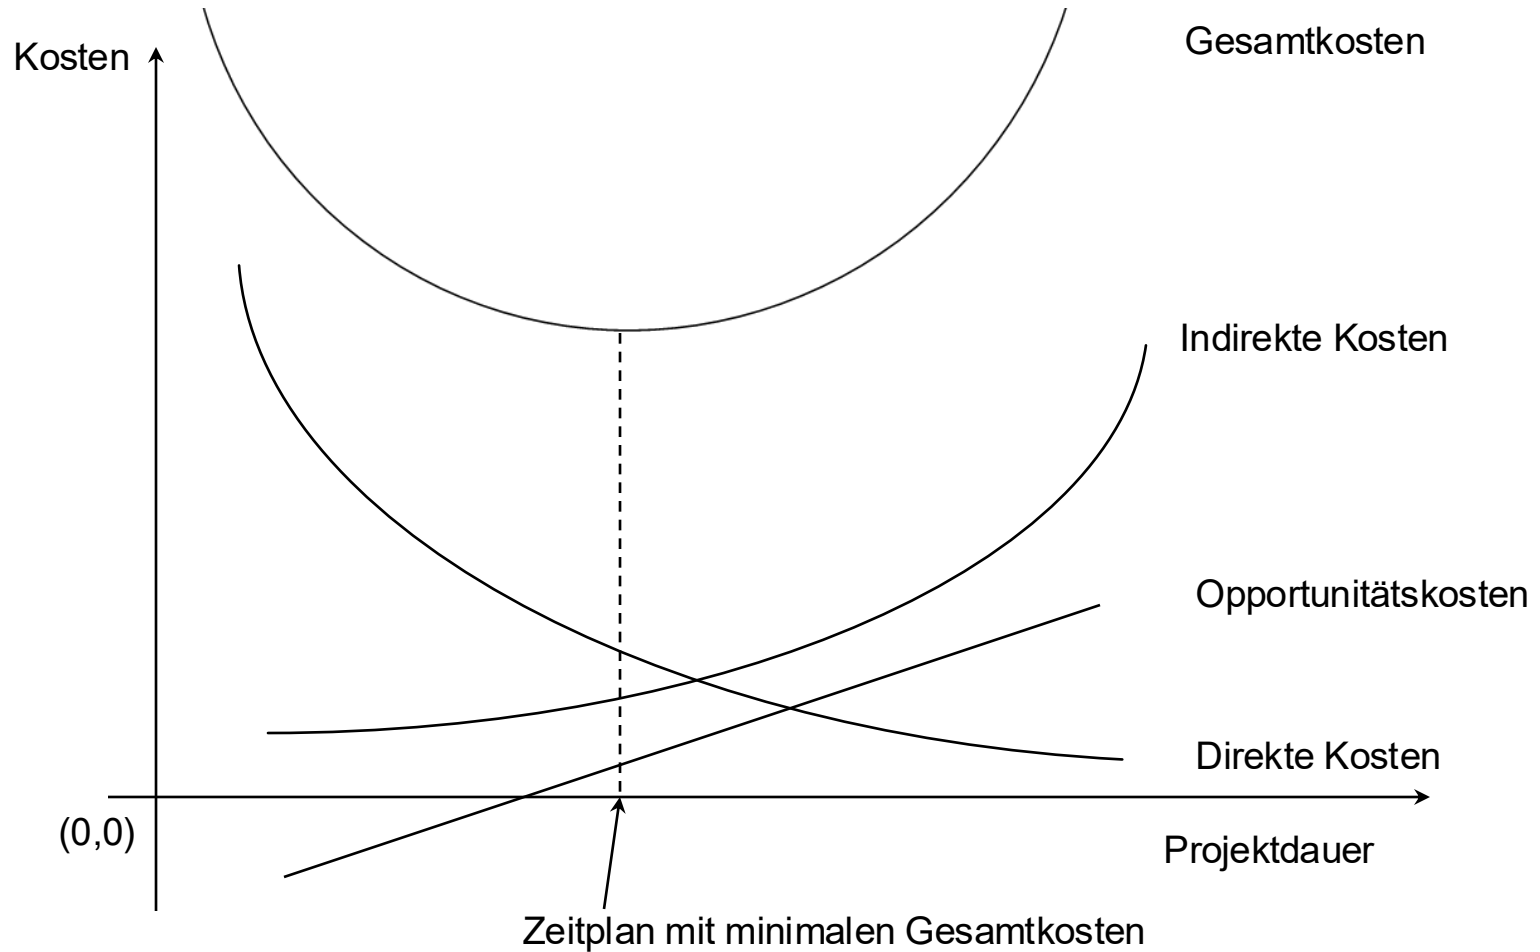 Gesamtkosten
Kosten
Indirekte Kosten
Opportunitätskosten
Direkte Kosten
(0,0)
Projektdauer
Zeitplan mit minimalen Gesamtkosten